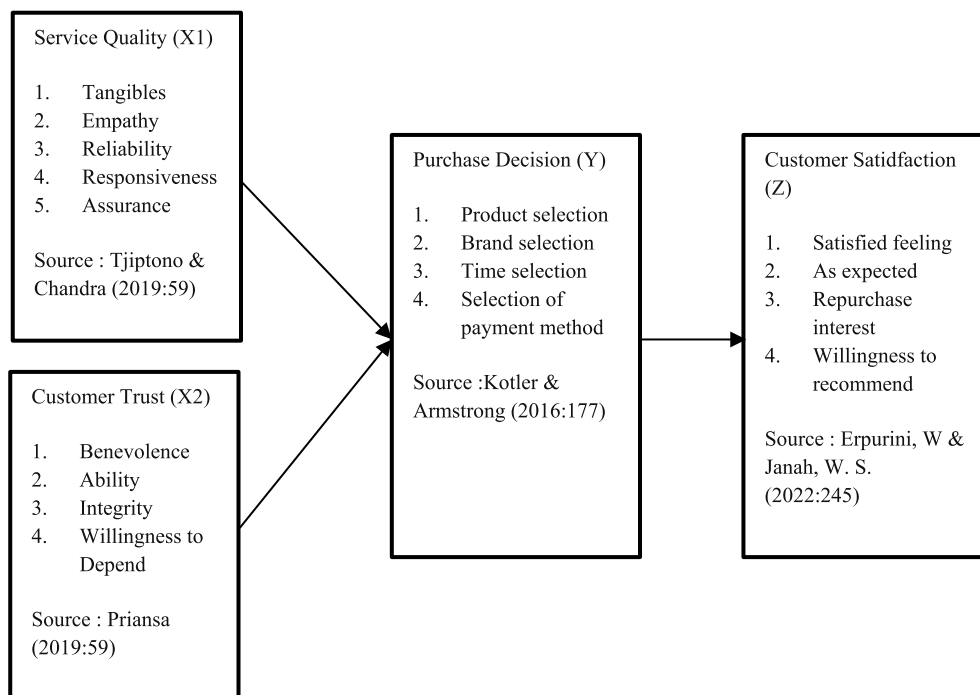 Service Quality (X1)
1. Tangibles
2. Empathy
3. Reliability
4. Responsiveness
5. Assurance
Source : Tjiptono &
Chandra (2019:59)
Customer Trust (X2)
1. Benevolence
2. Ability
3. Integrity
4. Willingness to
Depend
Source : Priansa
(2019:59)
Purchase Decision (Y)
1. Product selection
2. Brand selection
3. Time selection
4. Selection of
payment method
Source :Kotler &
Armstrong (2016:177)
Customer Satidfaction
(Z)
1. Satisfied feeling
2. As expected
3. Repurchase
interest
4. Willingness to
recommend
Source : Erpurini, W &
Janah, W. S.
(2022:245)